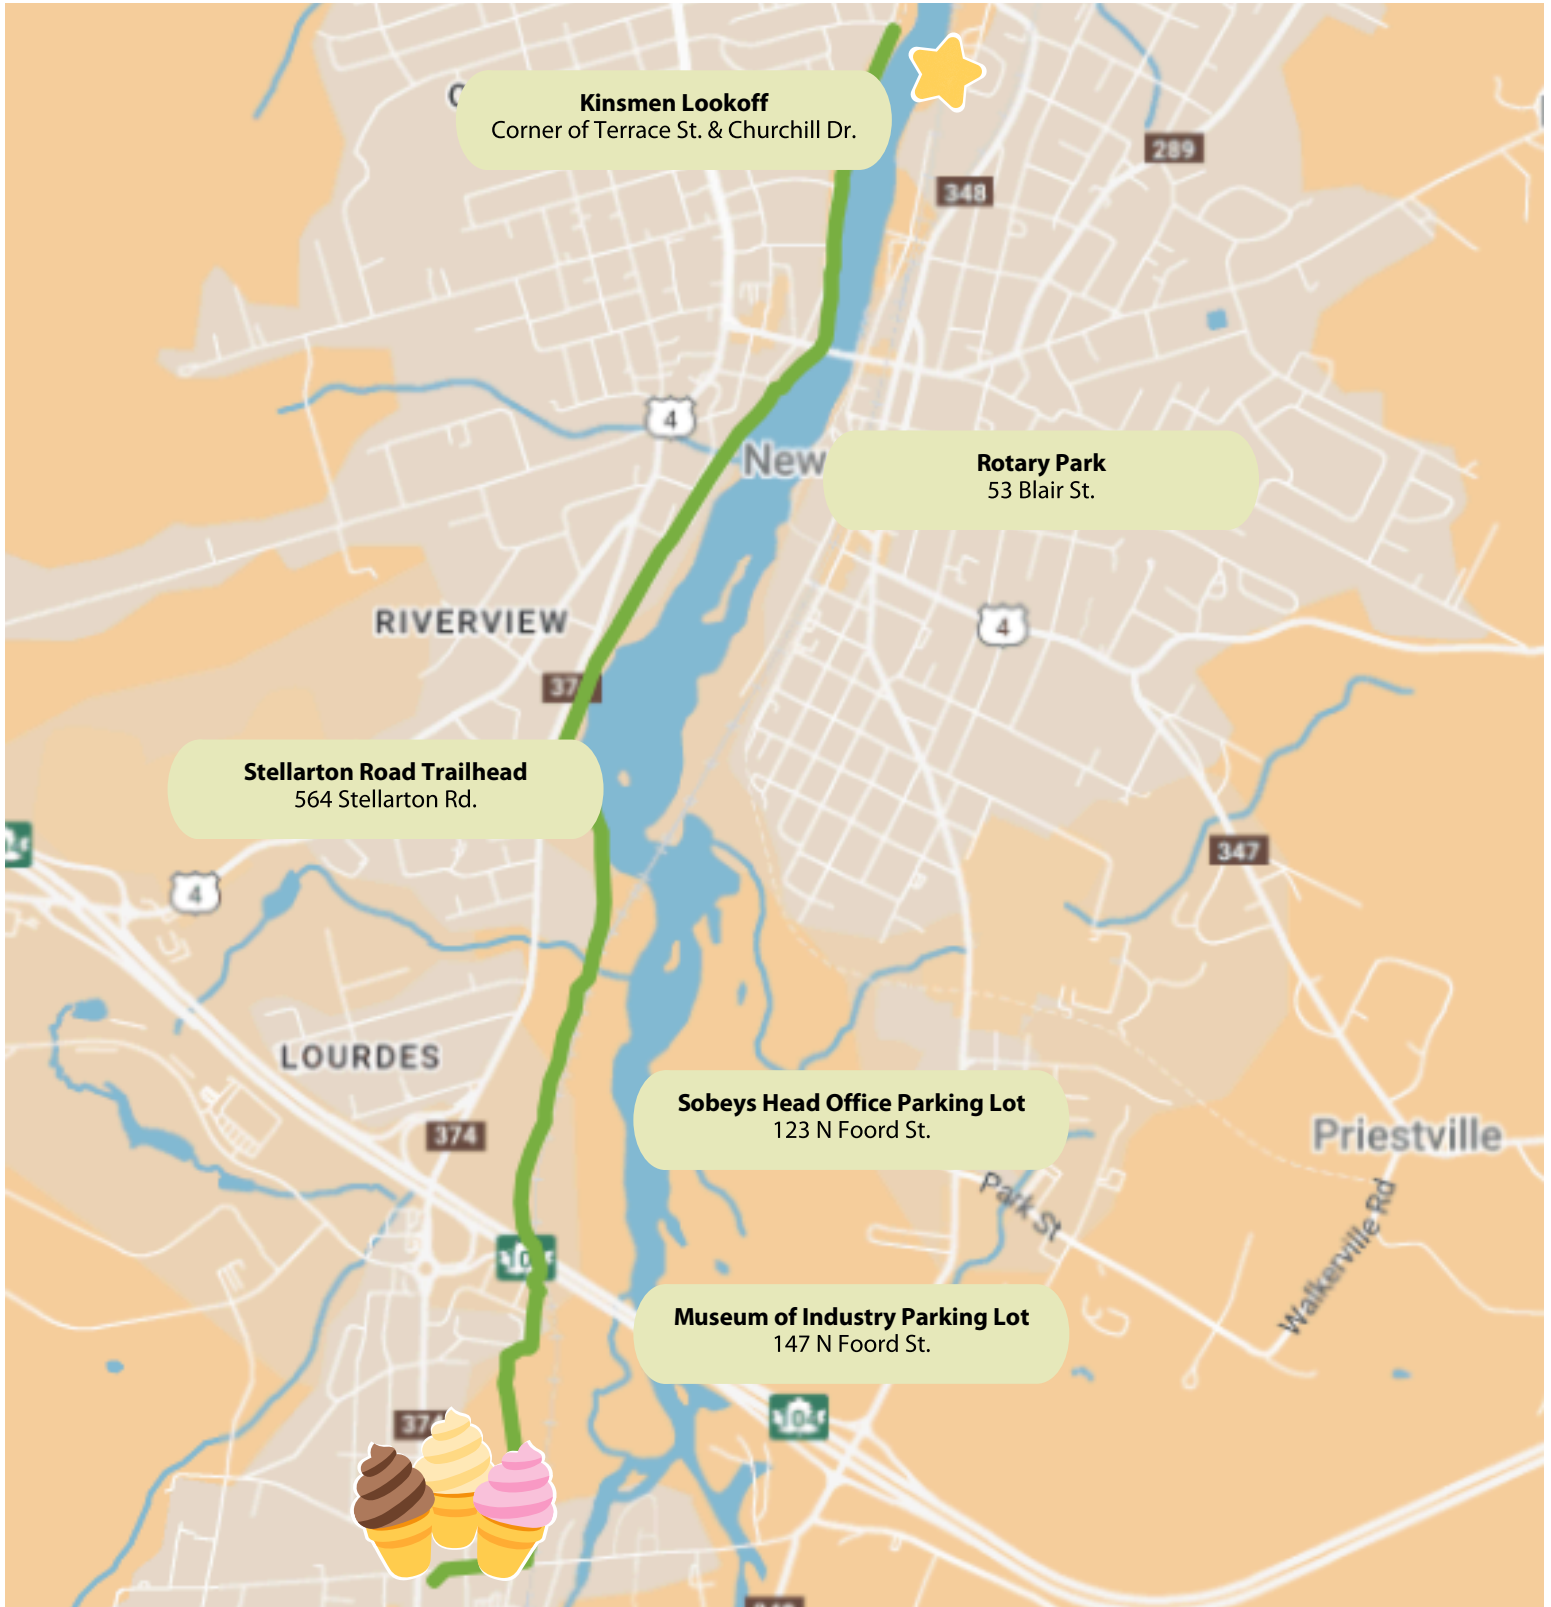 Kinsmen Lookoff
Corner of Terrace St. & Churchill Dr.
289
348
4
New
Rotary Park
53 Blair St.
RIVERVIEW
4
Stellarton Road Trailhead
564 Stellarton Rd.
347
4
LOURDES
Sobeys Head Office Parking Lot
123 N Foord St.
374
Priestville
Park St
Walkerville Rd
Museum of Industry Parking Lot
147 N Foord St.
104